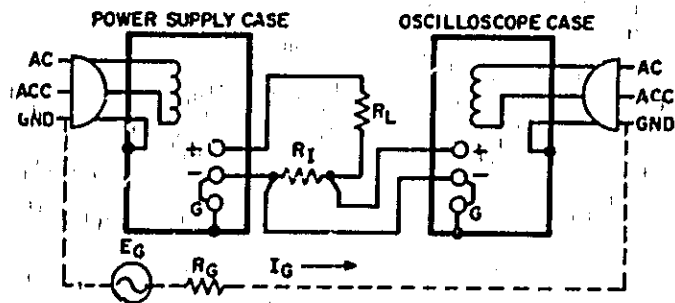 POWER SUPPLY CASE
OSCILLOSCOPE CASE
AC
ACC
GND
AC
ACC
GND
RL
+
RI
+
-
-
G
G
EG
RG
IG